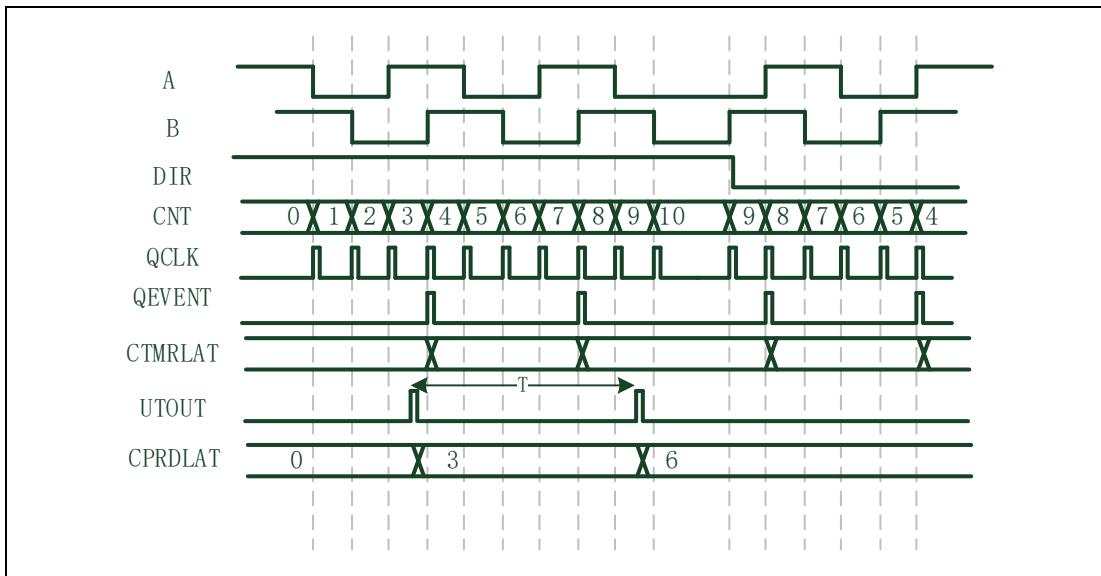 A
B
DIR
CNT 0 1 2 3 4 5 6 7 8 9 10 9 8 7 6 5 4
QCLK
QEVENT
CTMRLAT
T
UTOUT
CPRDLAT 0 3 6